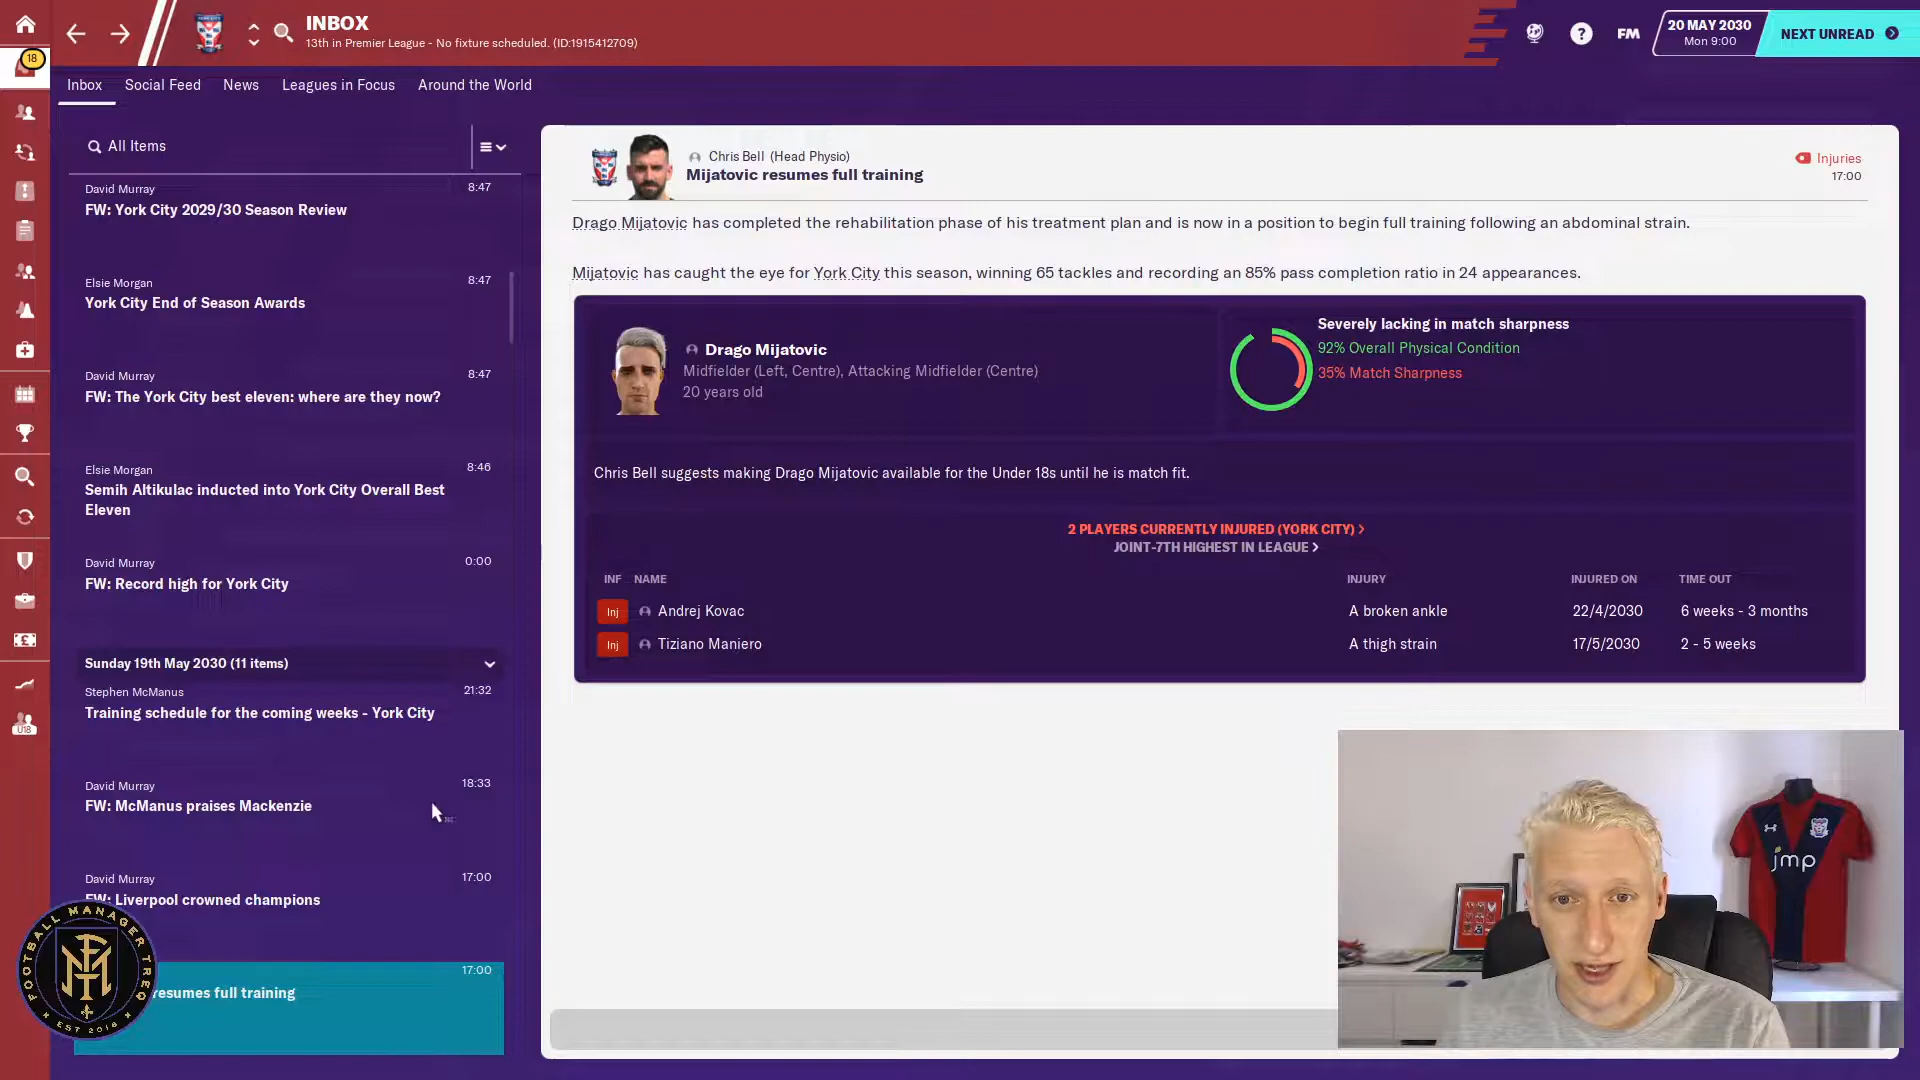 18
INBOX
13th in Premier League - No fixture scheduled. (ID:1915412709)
?
FM
20 MAY 2030
Mon 9:00
NEXT UNREAD
Inbox
Social Feed
News
Leagues in Focus
Around the World
All Items
David Murray
8:47
FW: York City 2029/30 Season Review
Elsie Morgan
8:47
York City End of Season Awards
David Murray
8:47
FW: The York City best eleven: where are they now?
Elsie Morgan
8:46
Semih Altikulac inducted into York City Overall Best
Eleven
David Murray
0:00
FW: Record high for York City
Sunday 19th May 2030 (11 items)
Stephen McManus
21:32
Training schedule for the coming weeks - York City
David Murray
18:33
FW: McManus praises Mackenzie
David Murray
17:00
FW: Liverpool crowned champions
17:00
resumes full training
U18
FOOTBALL MANAGER TREQ
EST 2018
Chris Bell (Head Physio)
Mijatovic resumes full training
Injuries
17:00
Drago Mijatovic has completed the rehabilitation phase of his treatment plan and is now in a position to begin full training following an abdominal strain.
Mijatovic has caught the eye for York City this season, winning 65 tackles and recording an 85% pass completion ratio in 24 appearances.
Drago Mijatovic
Midfielder (Left, Centre), Attacking Midfielder (Centre)
20 years old
Severely lacking in match sharpness
92% Overall Physical Condition
35% Match Sharpness
Chris Bell suggests making Drago Mijatovic available for the Under 18s until he is match fit.
2 PLAYERS CURRENTLY INJURED (YORK CITY) >
JOINT-7TH HIGHEST IN LEAGUE >
INF NAME INJURY INJURED ON TIME OUT
Inj Andrej Kovac A broken ankle 22/4/2030 6 weeks - 3 months
Inj Tiziano Maniero A thigh strain 17/5/2030 2 - 5 weeks
jmp